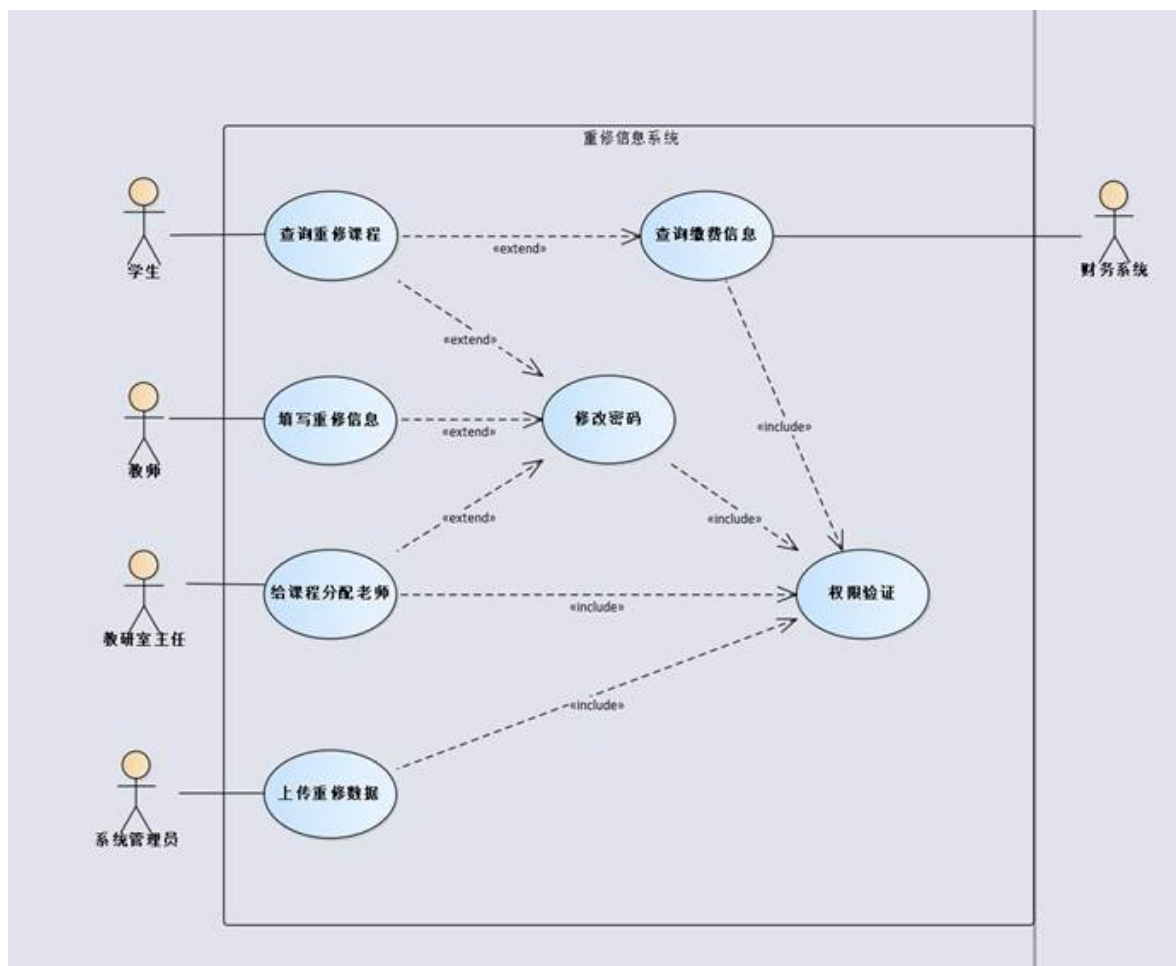 重修信息系统
查询重修课程
«extend»
查询缴费信息
学生
财务系统
«extend»
填写重修信息
«extend»
修改密码
«include»
教师
«extend»
«include»
给课程分配老师
«include»
权限验证
教研室主任
«include»
上传重修数据
系统管理员